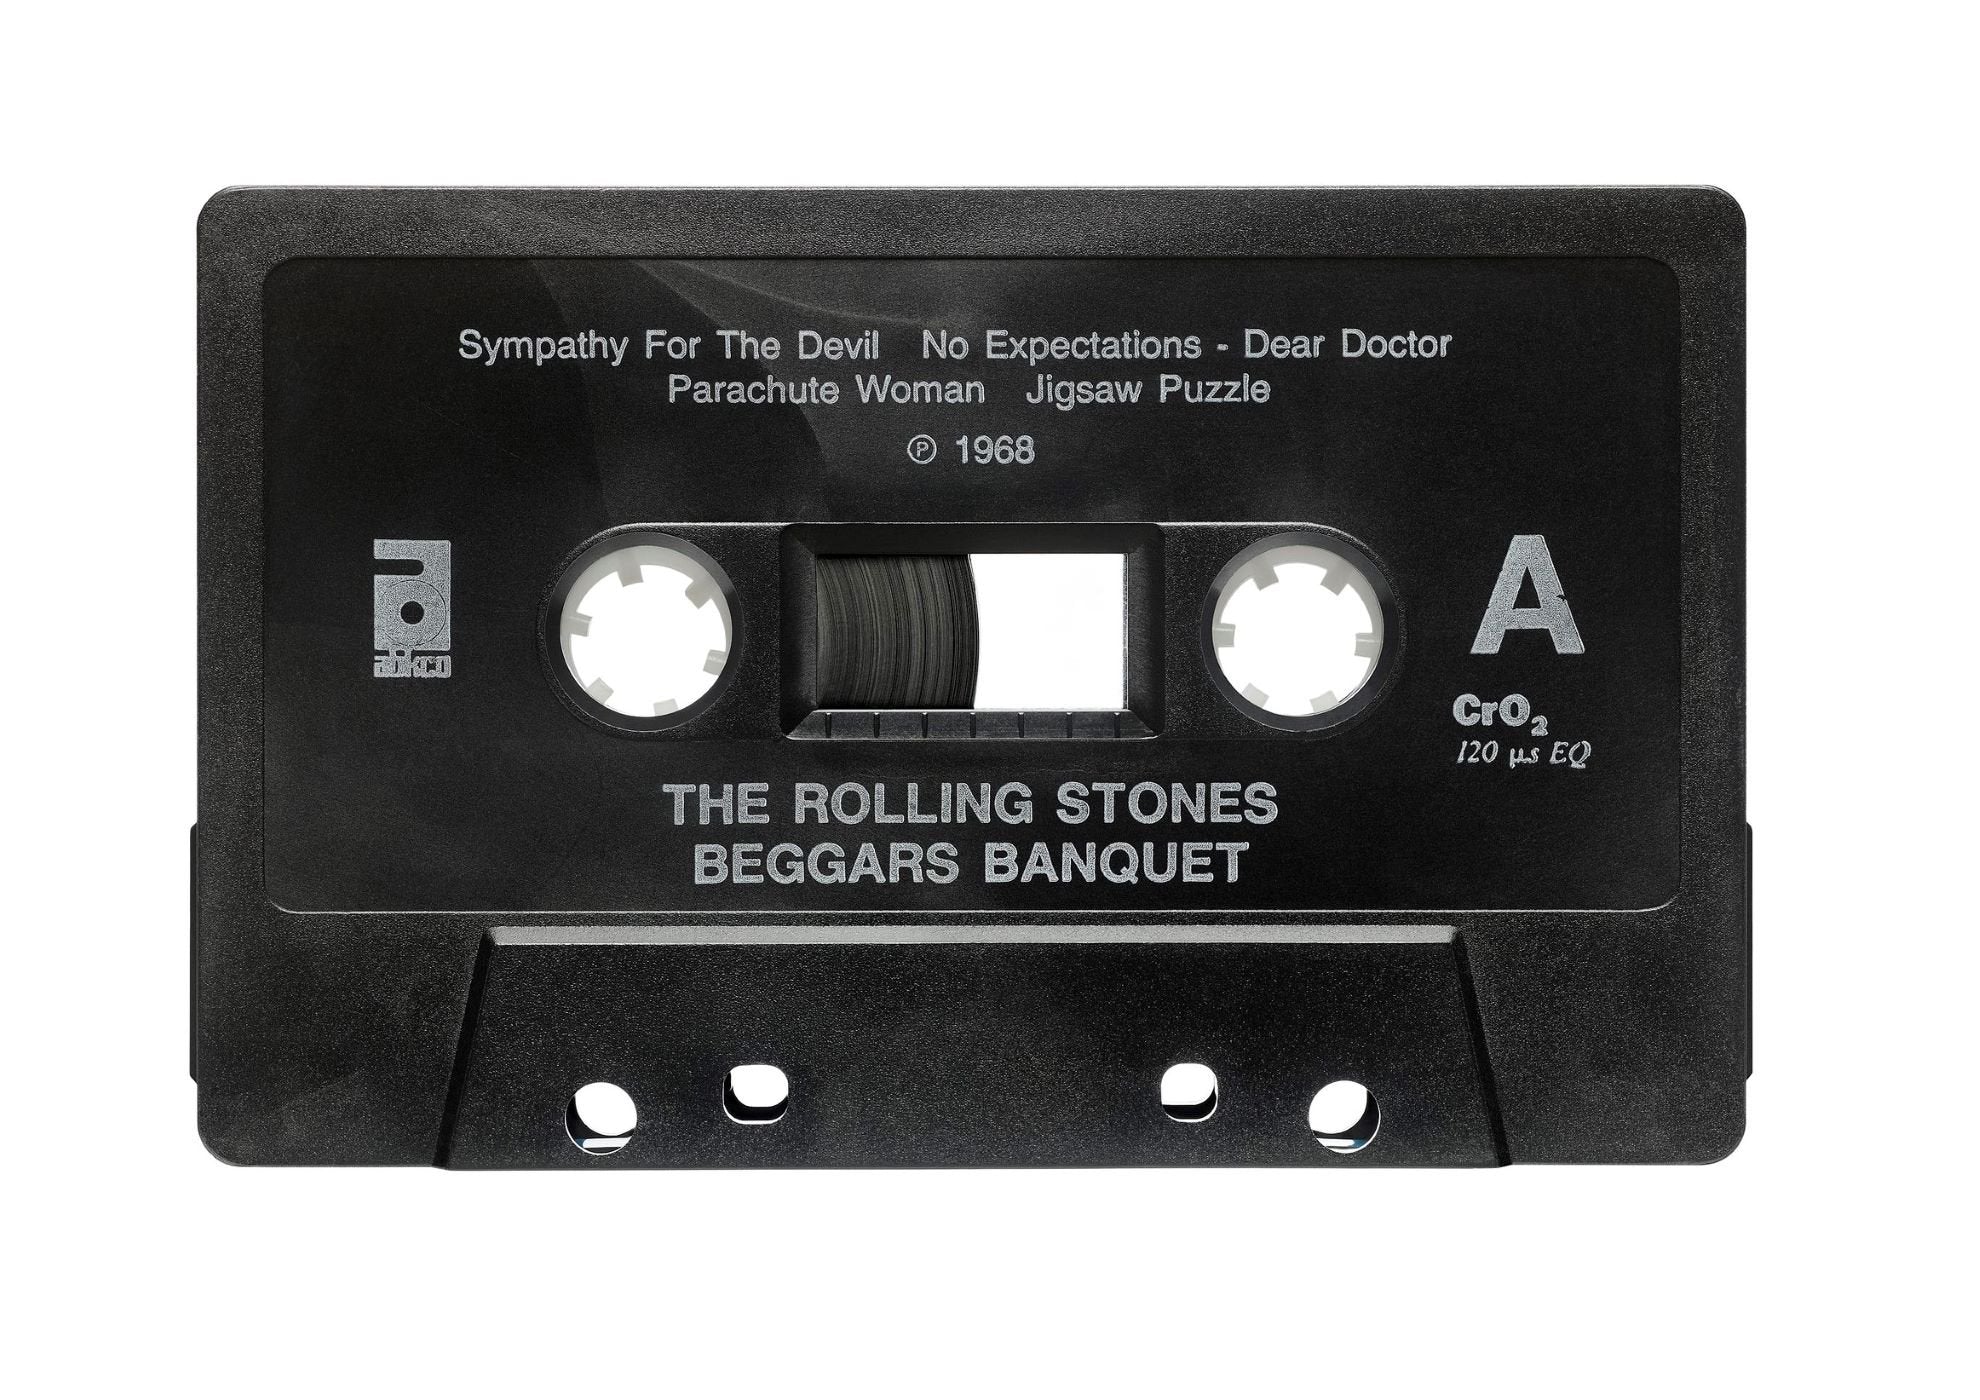 Sympathy For The Devil No Expectations - Dear Doctor
Parachute Woman Jigsaw Puzzle
℗ 1968
abkco
A
CrO₂
120 µs EQ
THE ROLLING STONES
BEGGARS BANQUET